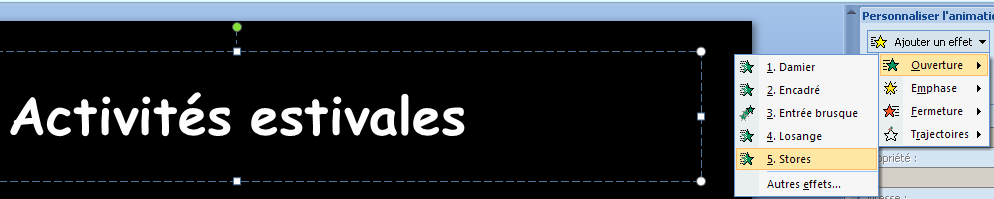 Personnaliser l'animatio
Ajouter un effet
Activités estivales
1. Damier
2. Encadré
3. Entrée brusque
4. Losange
5. Stores
Autres effets...
Ouverture
Emphase
Fermeture
Trajectoires
opriété :